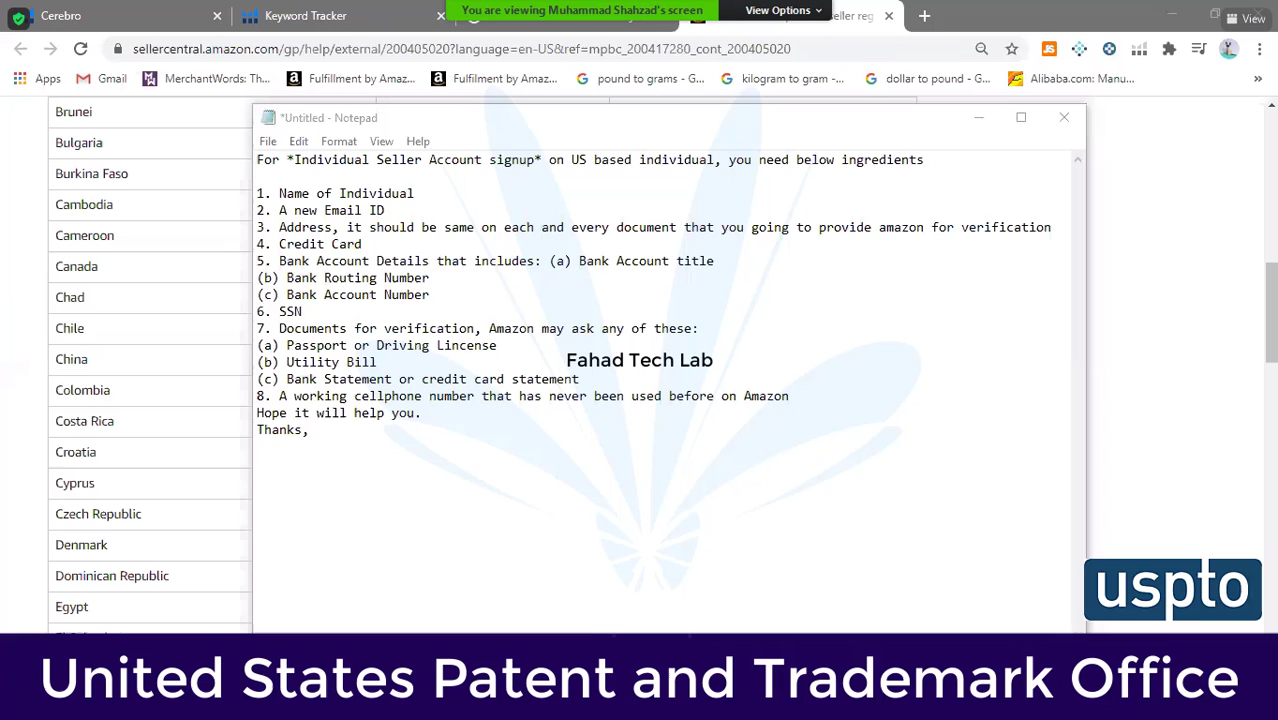 Cerebro
Keyword Tracker
You are viewing Muhammad Shahzad's screen
View Options
seller reg
View
sellercentral.amazon.com/gp/help/external/200405020?language=en-US&ref=mpbc_200417280_cont_200405020
Apps
Gmail
MerchantWords: Th...
Fulfillment by Amaz...
Fulfilment by Amaz...
pound to grams - G...
kilogram to gram -...
dollar to pound - G...
Alibaba.com: Manu...
Brunei
Bulgaria
Burkina Faso
Cambodia
Cameroon
Canada
Chad
Chile
China
Colombia
Costa Rica
Croatia
Cyprus
Czech Republic
Denmark
Dominican Republic
Egypt
*Untitled - Notepad
File Edit Format View Help
For *Individual Seller Account signup* on US based individual, you need below ingredients
1. Name of Individual
2. A new Email ID
3. Address, it should be same on each and every document that you going to provide amazon for verification
4. Credit Card
5. Bank Account Details that includes: (a) Bank Account title
(b) Bank Routing Number
(c) Bank Account Number
6. SSN
7. Documents for verification, Amazon may ask any of these:
(a) Passport or Driving Lincense
(b) Utility Bill
(c) Bank Statement or credit card statement
8. A working cellphone number that has never been used before on Amazon
Hope it will help you.
Thanks,
Fahad Tech Lab
uspto
United States Patent and Trademark Office